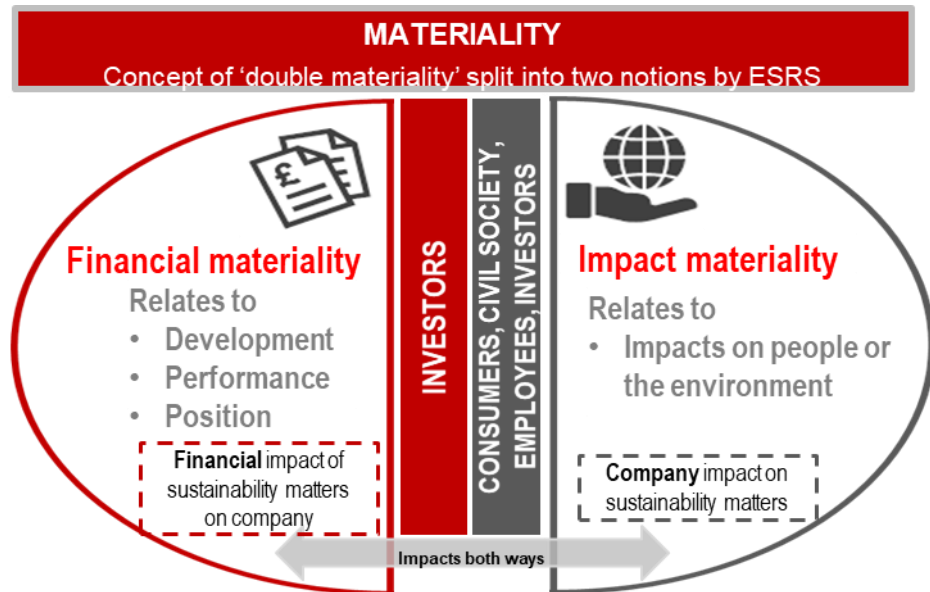 MATERIALITY
Concept of ‘double materiality’ split into two notions by ESRS
£
Financial materiality
Relates to
• Development
• Performance
• Position
Financial impact of
sustainability matters
on company
INVESTORS
CONSUMERS, CIVIL SOCIETY,
EMPLOYEES, INVESTORS
Impact materiality
Relates to
• Impacts on people or
the environment
Company impact on
sustainability matters
Impacts both ways